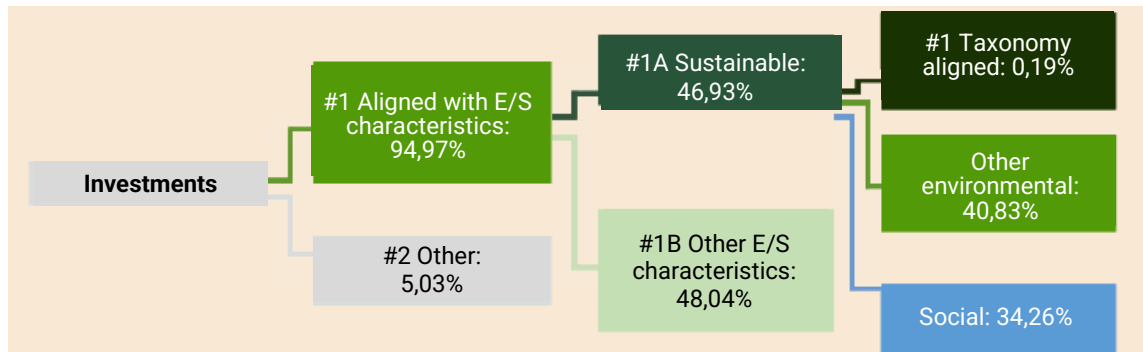 Investments
#1 Aligned with E/S
characteristics:
94,97%
#2 Other:
5,03%
#1A Sustainable:
46,93%
#1B Other E/S
characteristics:
48,04%
#1 Taxonomy
aligned: 0,19%
Other
environmental:
40,83%
Social: 34,26%